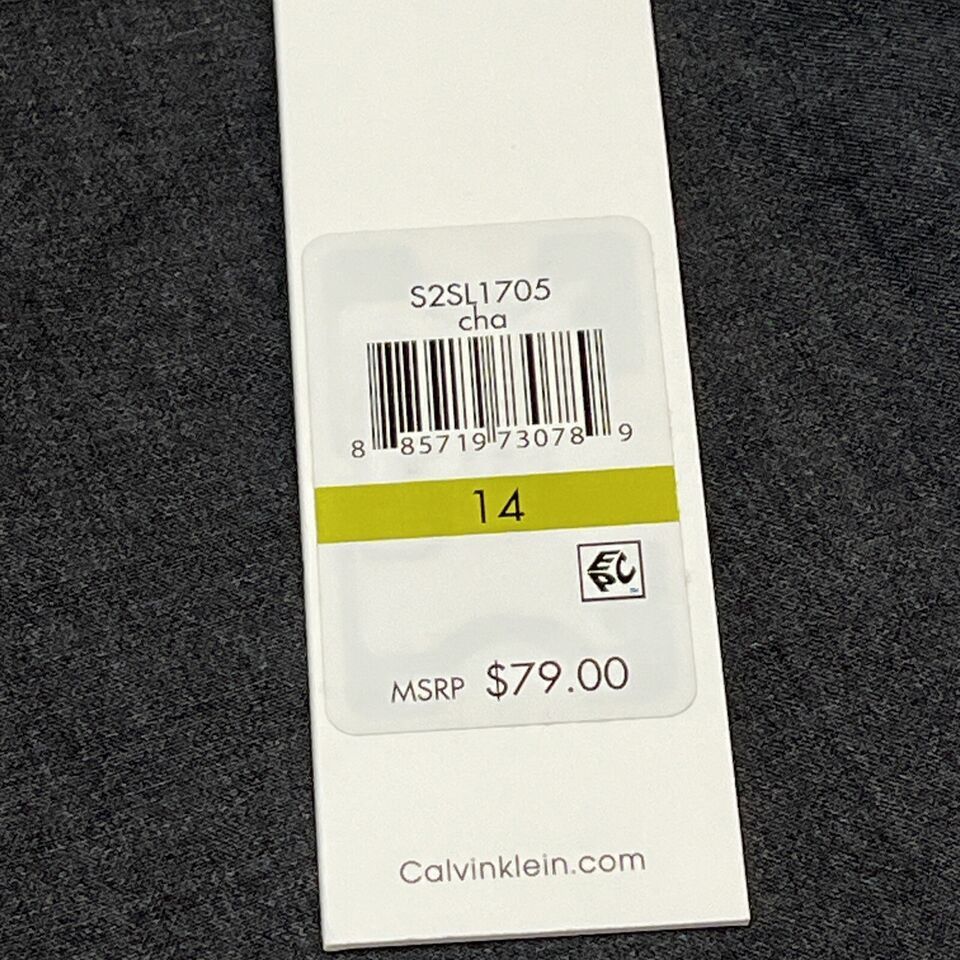 S2SL1705
cha
8 85719 73078 9
14
EPC
MSRP $79.00
Calvinklein.com